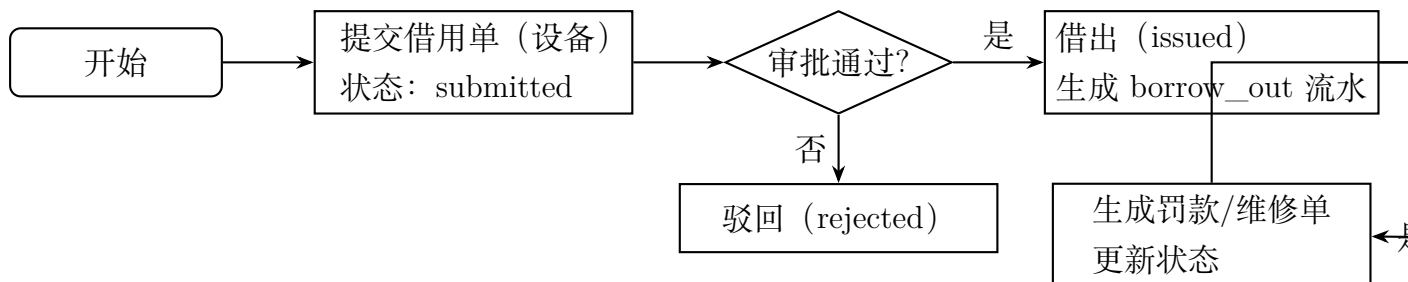 开始
提交借用单（设备）
状态：submitted
审批通过？
是
借出（issued）
生成 borrow_out 流水
否
驳回（rejected）
生成罚款/维修单
更新状态
是